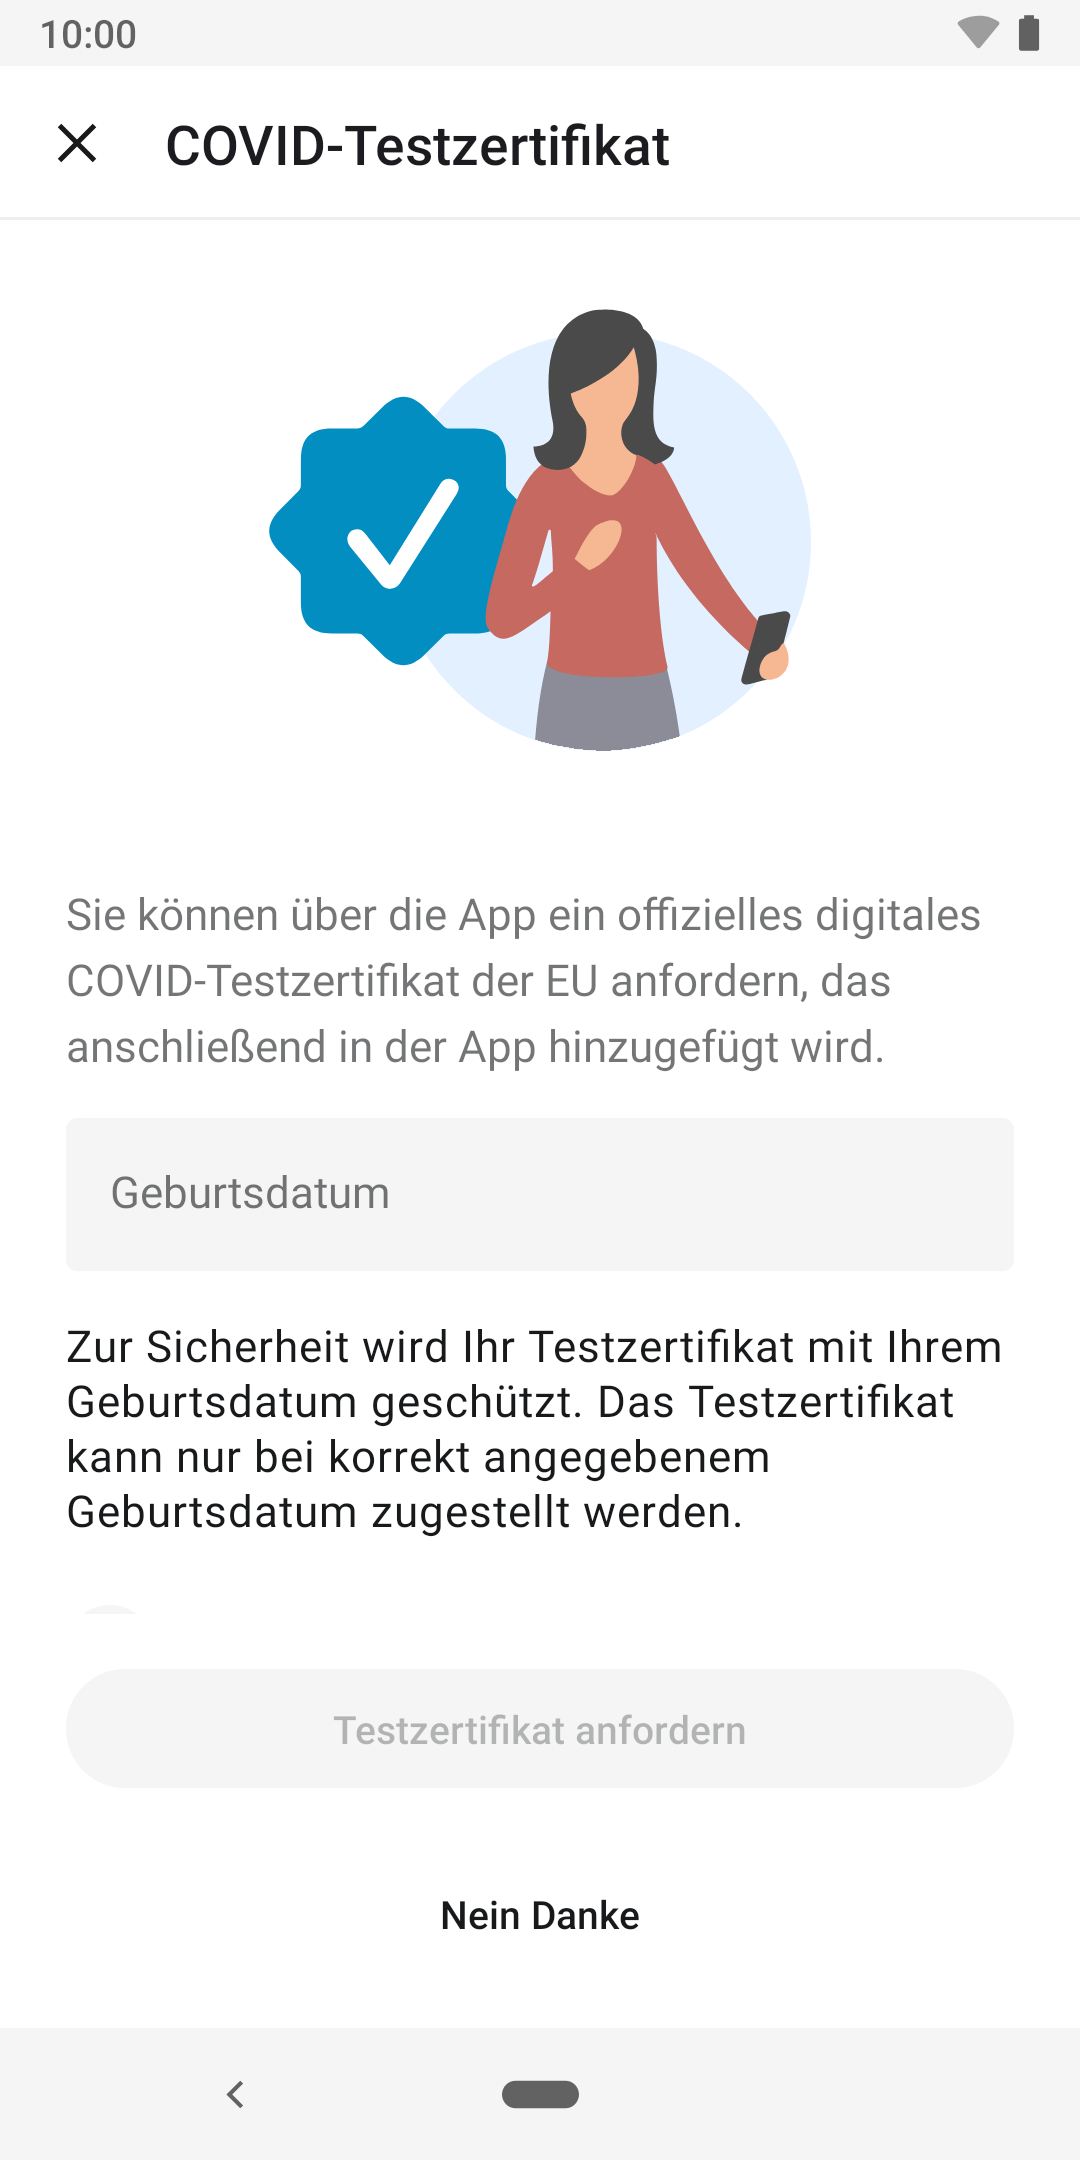 10:00
COVID-Testzertifikat
Sie können über die App ein offizielles digitales
COVID-Testzertifikat der EU anfordern, das
anschließend in der App hinzugefügt wird.
Geburtsdatum
Zur Sicherheit wird Ihr Testzertifikat mit Ihrem
Geburtsdatum geschützt. Das Testzertifikat
kann nur bei korrekt angegebenem
Geburtsdatum zugestellt werden.
Testzertifikat anfordern
Nein Danke